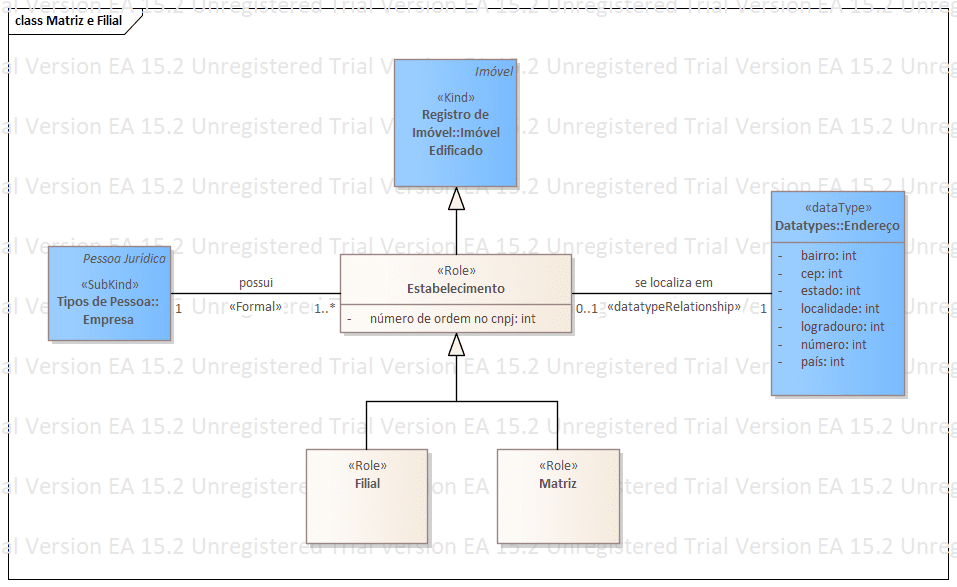 class Matriz e Filial
Imóvel
«Kind»
Registro de
Imóvel::Imóvel
Edificado
«dataType»
Datatypes::Endereço
- bairro: int
- cep: int
- estado: int
- localidade: int
- logradouro: int
- número: int
- país: int
Pessoa Juridica
«SubKind»
Tipos de Pessoa::
Empresa
possui
«Formal»
1
1..*
«Role»
Estabelecimento
- número de ordem no cnpj: int
se localiza em
0..1
«datatypeRelationship»
1
«Role»
Filial
«Role»
Matriz
al Version EA 15.2 Unregistered Trial Version EA 15.2 Unregistered Trial Version EA 15.2 Unre